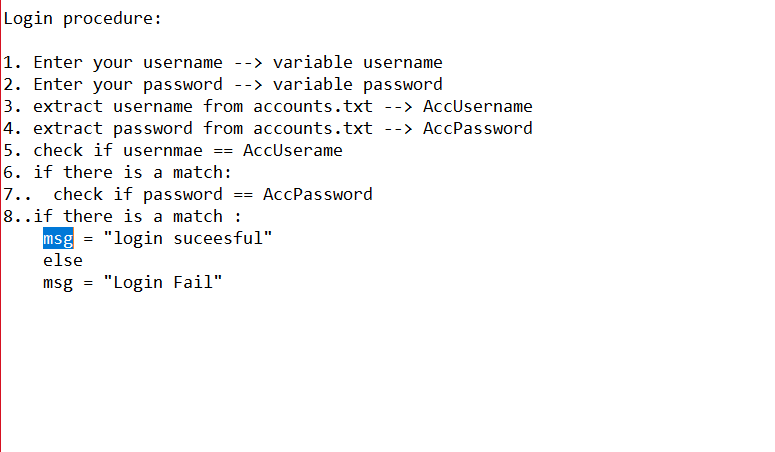 Login procedure:
1. Enter your username --> variable username
2. Enter your password --> variable password
3. extract username from accounts.txt --> AccUsername
4. extract password from accounts.txt --> AccPassword
5. check if usernmae == AccUserame
6. if there is a match:
7..  check if password == AccPassword
8..if there is a match :
    msg = "login suceesful"
    else
    msg = "Login Fail"